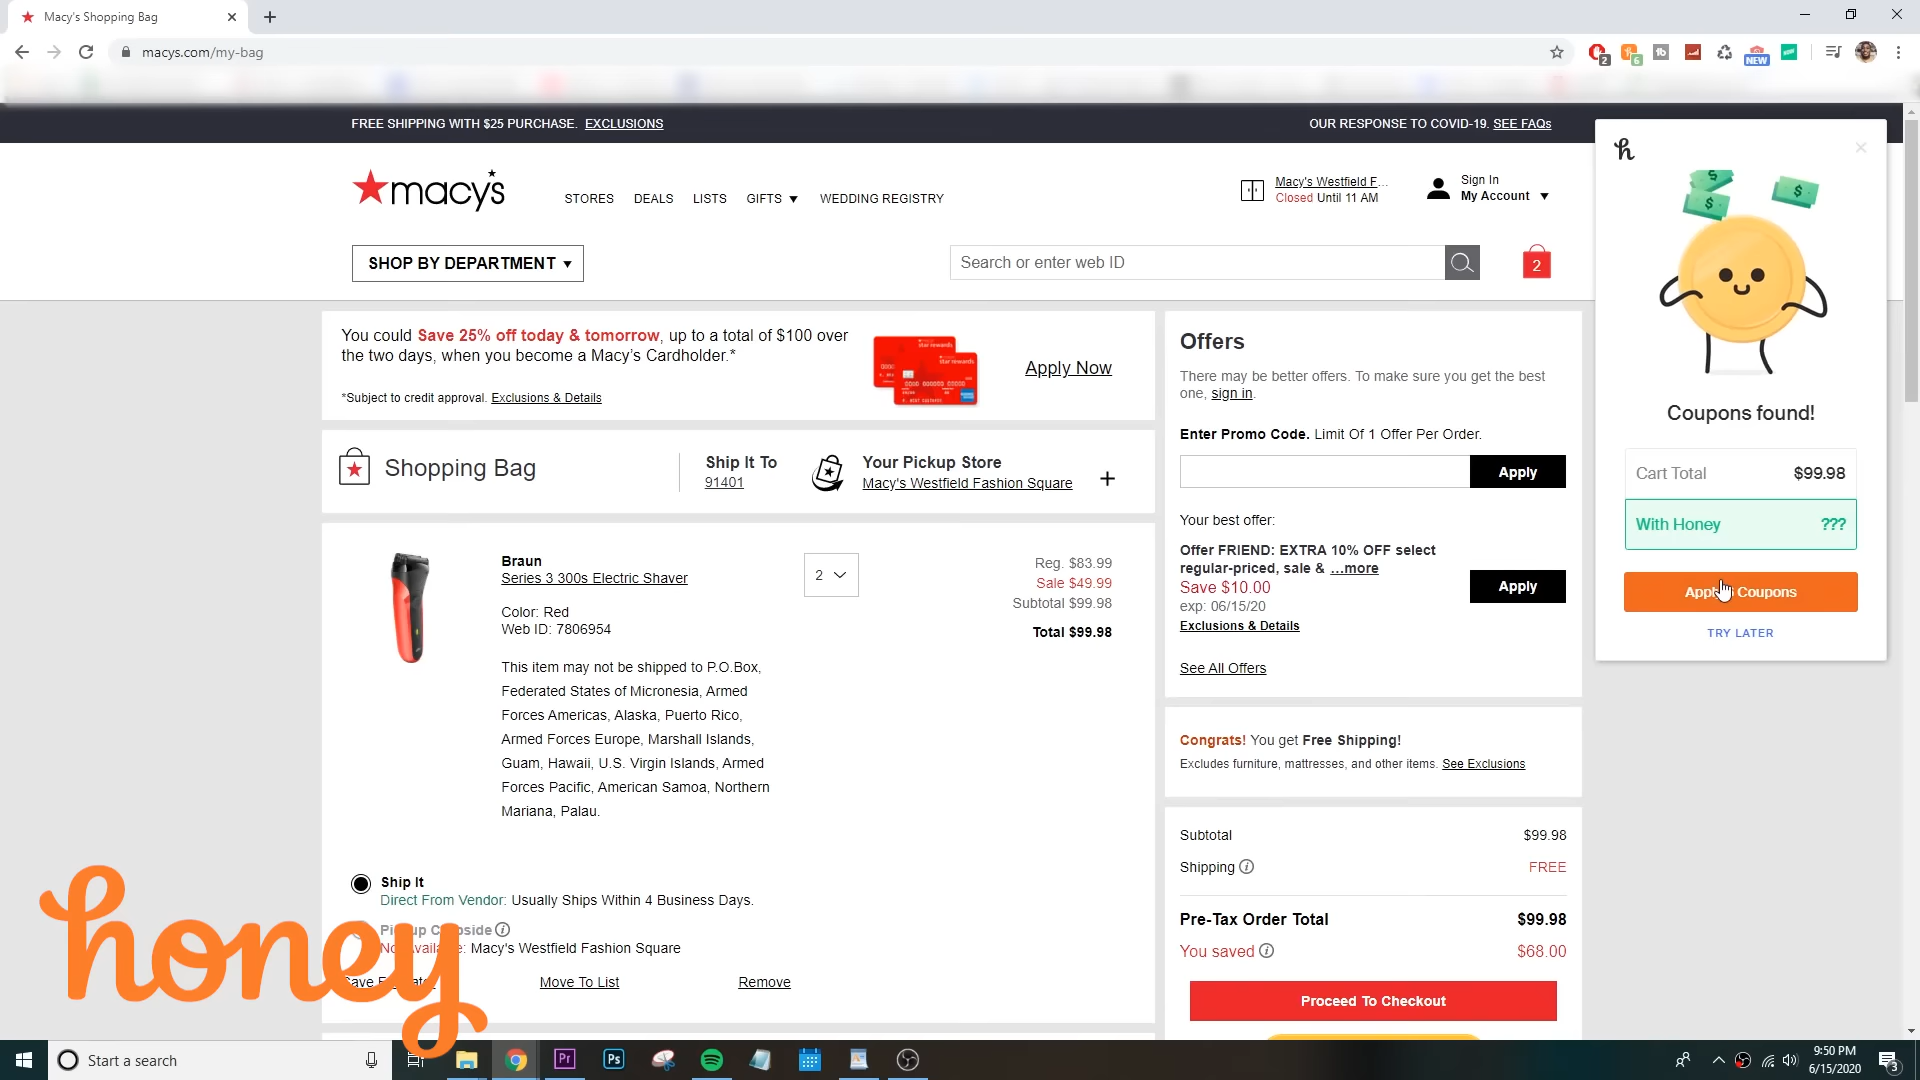 Macy's Shopping Bag
macys.com/my-bag
2
6
NEW
FREE SHIPPING WITH $25 PURCHASE. EXCLUSIONS
OUR RESPONSE TO COVID-19. SEE FAQs
macy's
STORES
DEALS
LISTS
GIFTS
WEDDING REGISTRY
Macy's Westfield F...
Closed Until 11 AM
Sign In
My Account
SHOP BY DEPARTMENT
Search or enter web ID
2
You could Save 25% off today & tomorrow, up to a total of $100 over
the two days, when you become a Macy's Cardholder.*
*Subject to credit approval. Exclusions & Details
Apply Now
Shopping Bag
Ship It To
91401
Your Pickup Store
Macy's Westfield Fashion Square
Braun
Series 3 300s Electric Shaver
Color: Red
Web ID: 7806954
2
Reg. $83.99
Sale $49.99
Subtotal $99.98
Total $99.98
This item may not be shipped to P.O.Box,
Federated States of Micronesia, Armed
Forces Americas, Alaska, Puerto Rico,
Armed Forces Europe, Marshall Islands,
Guam, Hawaii, U.S. Virgin Islands, Armed
Forces Pacific, American Samoa, Northern
Mariana, Palau.
Ship It
Direct From Vendor: Usually Ships Within 4 Business Days.
Macy's Westfield Fashion Square
Move To List
Remove
honey
Offers
There may be better offers. To make sure you get the best
one, sign in.
Enter Promo Code. Limit Of 1 Offer Per Order.
Apply
Your best offer:
Offer FRIEND: EXTRA 10% OFF select
regular-priced, sale & ...more
Save $10.00
exp: 06/15/20
Exclusions & Details
Apply
See All Offers
Congrats! You get Free Shipping!
Excludes furniture, mattresses, and other items. See Exclusions
Subtotal $99.98
Shipping FREE
Pre-Tax Order Total $99.98
You saved $68.00
Proceed To Checkout
h
Coupons found!
Cart Total $99.98
With Honey ???
Coupons
TRY LATER
Start a search
Pr
Ps
9:50 PM
6/15/2020
3